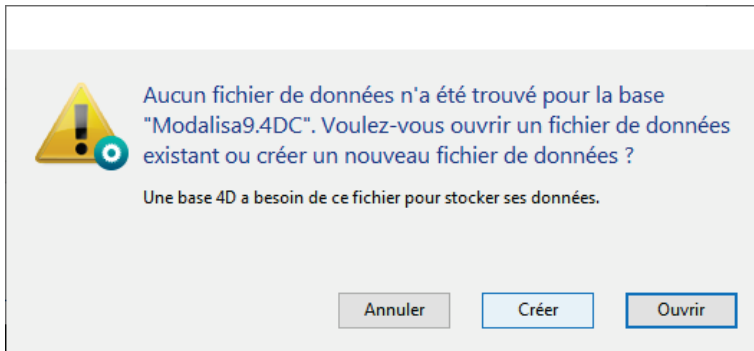 Aucun fichier de données n'a été trouvé pour la base
"Modalisa9.4DC". Voulez-vous ouvrir un fichier de données
existant ou créer un nouveau fichier de données ?
Une base 4D a besoin de ce fichier pour stocker ses données.
Annuler Créer Ouvrir